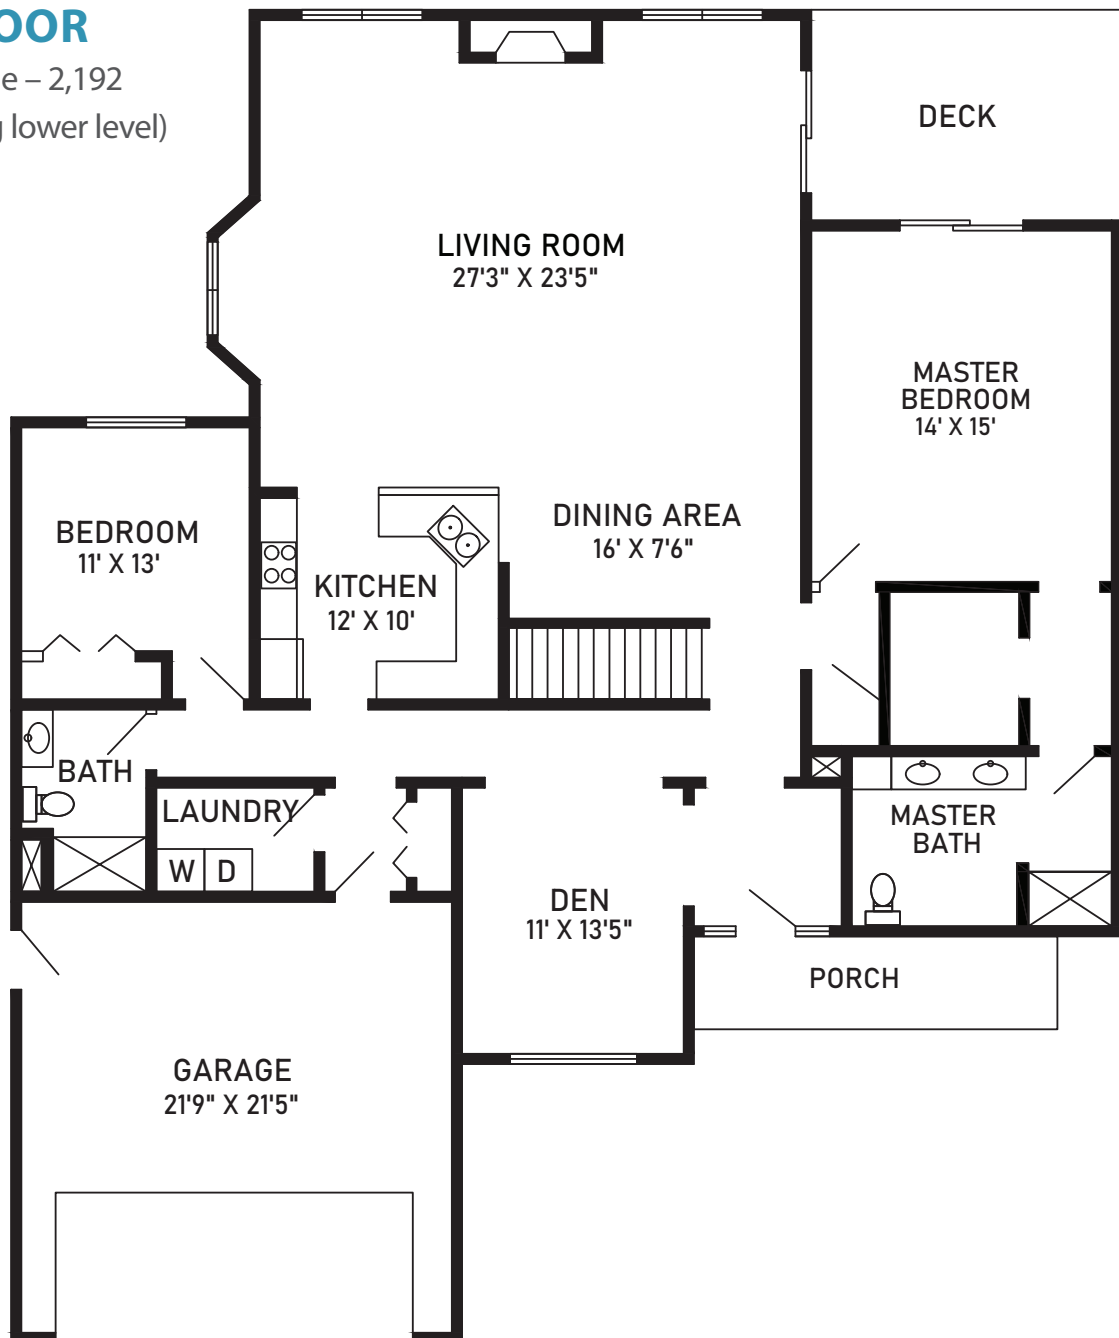 OOR
e – 2,192
g lower level)
DECK
LIVING ROOM
27'3" X 23'5"
MASTER
BEDROOM
14' X 15'
BEDROOM
11' X 13'
DINING AREA
16' X 7'6"
KITCHEN
12' X 10'
BATH
LAUNDRY
W D
MASTER
BATH
DEN
11' X 13'5"
PORCH
GARAGE
21'9" X 21'5"